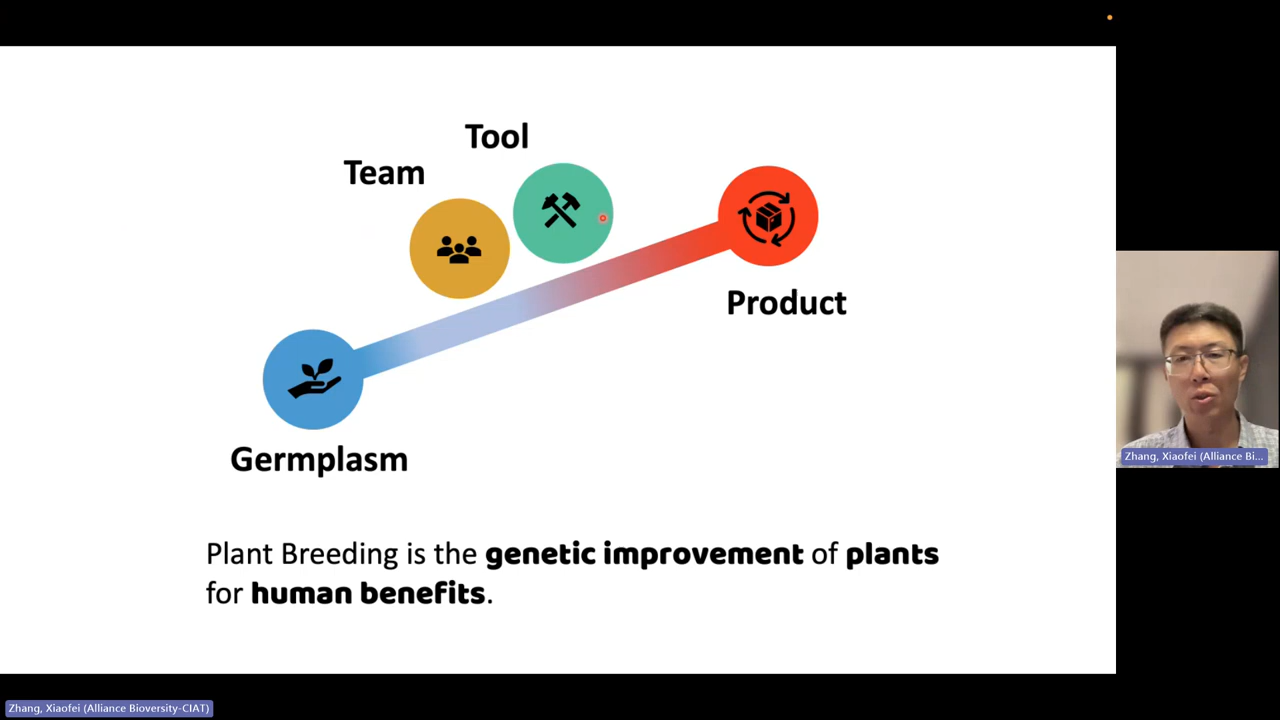 Tool
Team
Product
Germplasm
Plant Breeding is the genetic improvement of plants
for human benefits.
Zhang, Xiaofei (Alliance Bi...
Zhang, Xiaofei (Alliance Bioversity-CIAT)